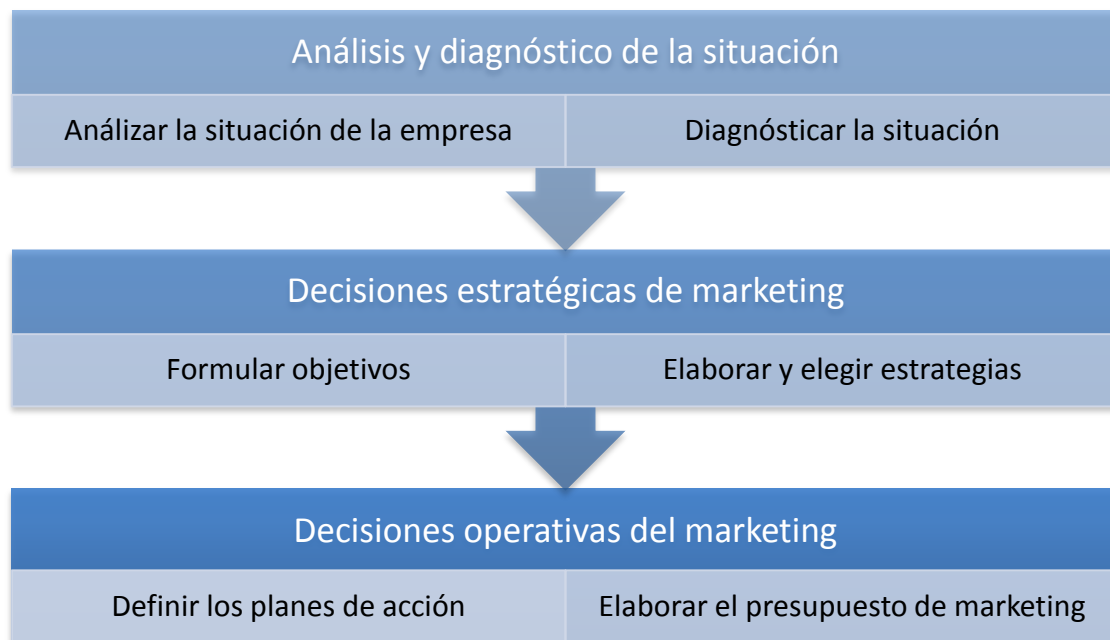 Análisis y diagnóstico de la situación
Análizar la situación de la empresa
Diagnósticar la situación
Decisiones estratégicas de marketing
Formular objetivos
Elaborar y elegir estrategias
Decisiones operativas del marketing
Definir los planes de acción
Elaborar el presupuesto de marketing